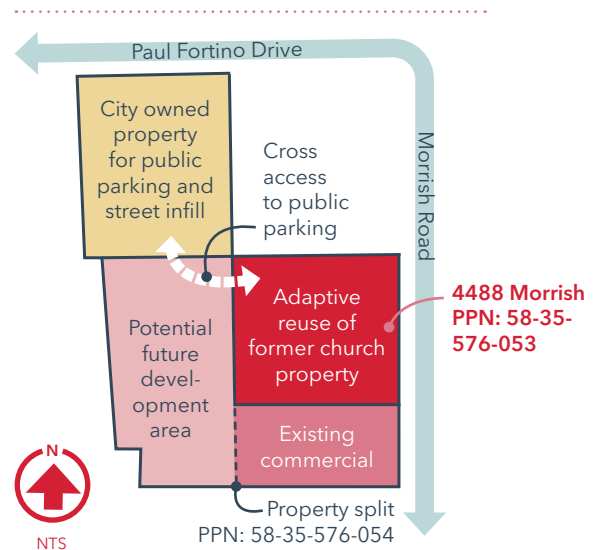 Paul Fortino Drive
City owned
property
for public
parking and
street infill
Cross
access
to public
parking
Morrish Road
Adaptive
reuse of
former church
property
4488 Morrish
PPN: 58-35-
576-053
Potential
future
devel-
opment
area
Existing
commercial
N
NTS
Property split
PPN: 58-35-576-054